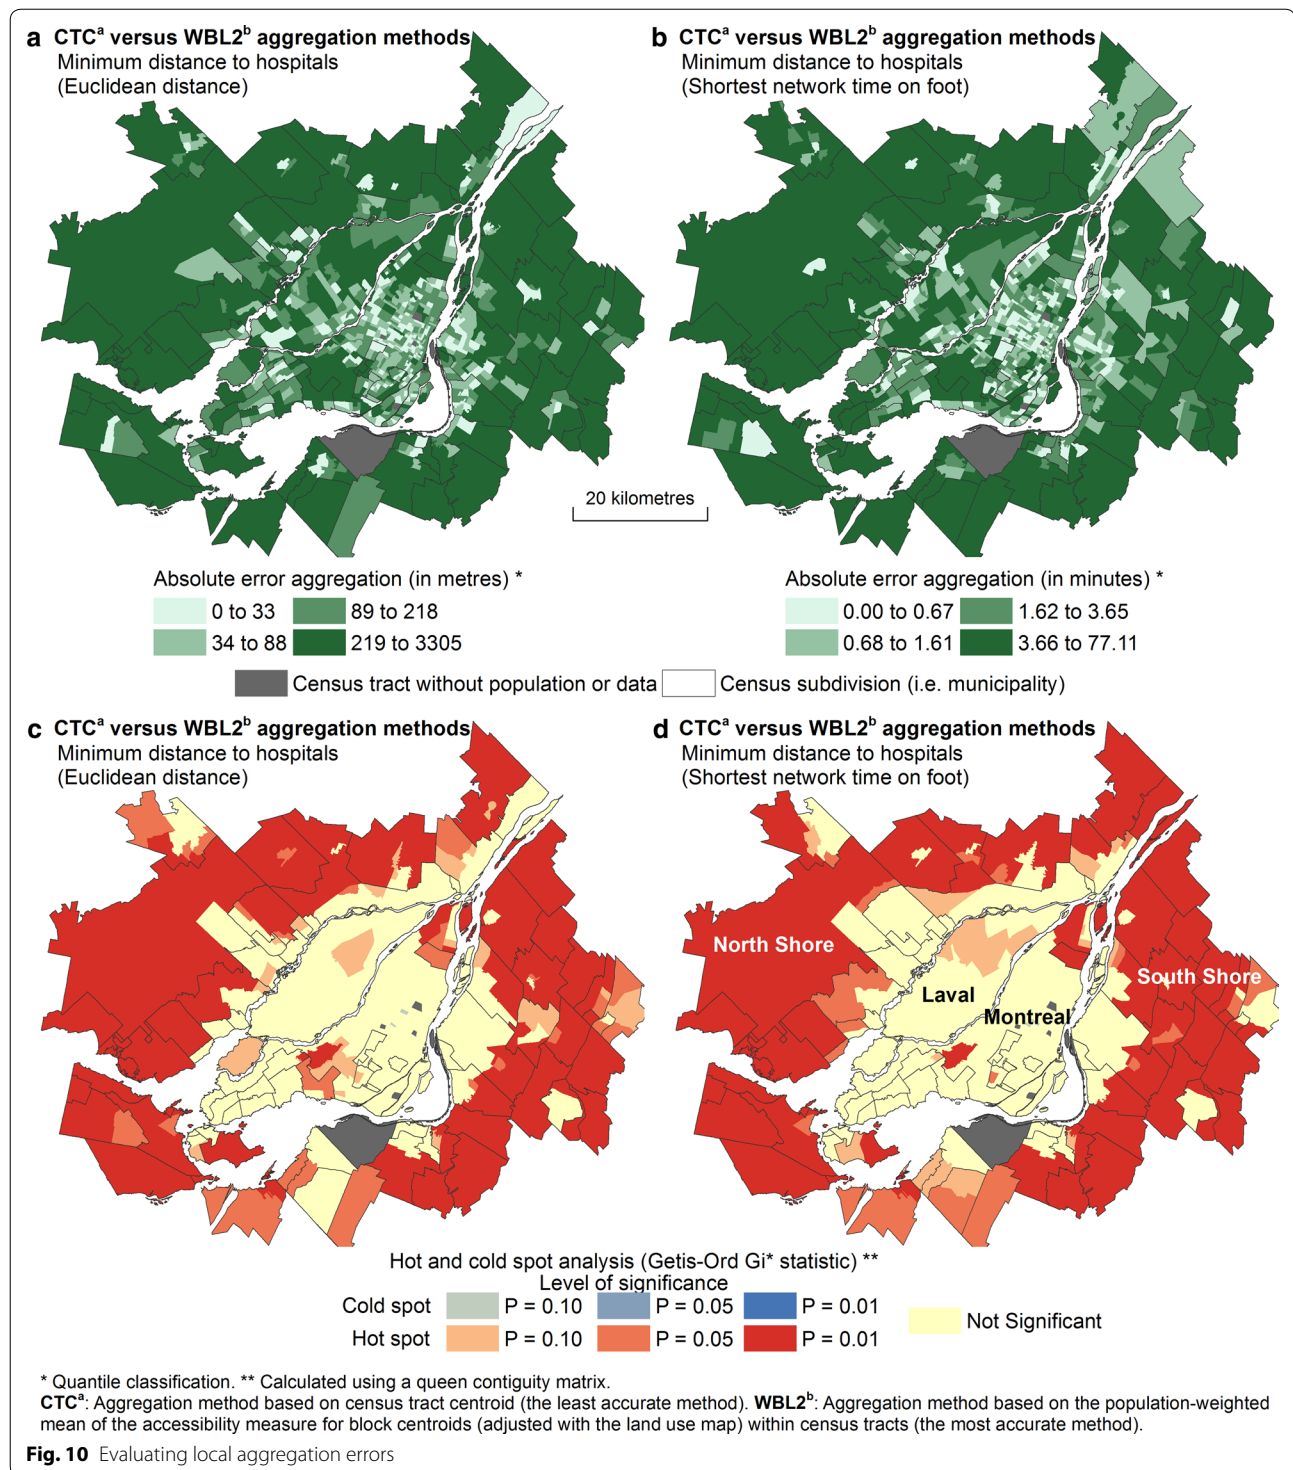 a CTCa versus WBL2b aggregation methods
Minimum distance to hospitals
(Euclidean distance)
b CTCa versus WBL2b aggregation methods
Minimum distance to hospitals
(Shortest network time on foot)
20 kilometres
Absolute error aggregation (in metres) *
0 to 33
89 to 218
34 to 88
219 to 3305
Absolute error aggregation (in minutes) *
0.00 to 0.67
1.62 to 3.65
0.68 to 1.61
3.66 to 77.11
Census tract without population or data
Census subdivision (i.e. municipality)
c CTCa versus WBL2b aggregation methods
Minimum distance to hospitals
(Euclidean distance)
d CTCa versus WBL2b aggregation methods
Minimum distance to hospitals
(Shortest network time on foot)
North Shore
South Shore
Laval
Montreal
Hot and cold spot analysis (Getis-Ord Gi* statistic) **
Level of significance
Cold spot P = 0.10 P = 0.05 P = 0.01
Hot spot P = 0.10 P = 0.05 P = 0.01
Not Significant
* Quantile classification. ** Calculated using a queen contiguity matrix.
CTCa: Aggregation method based on census tract centroid (the least accurate method). WBL2b: Aggregation method based on the population-weighted
mean of the accessibility measure for block centroids (adjusted with the land use map) within census tracts (the most accurate method).
Fig. 10 Evaluating local aggregation errors